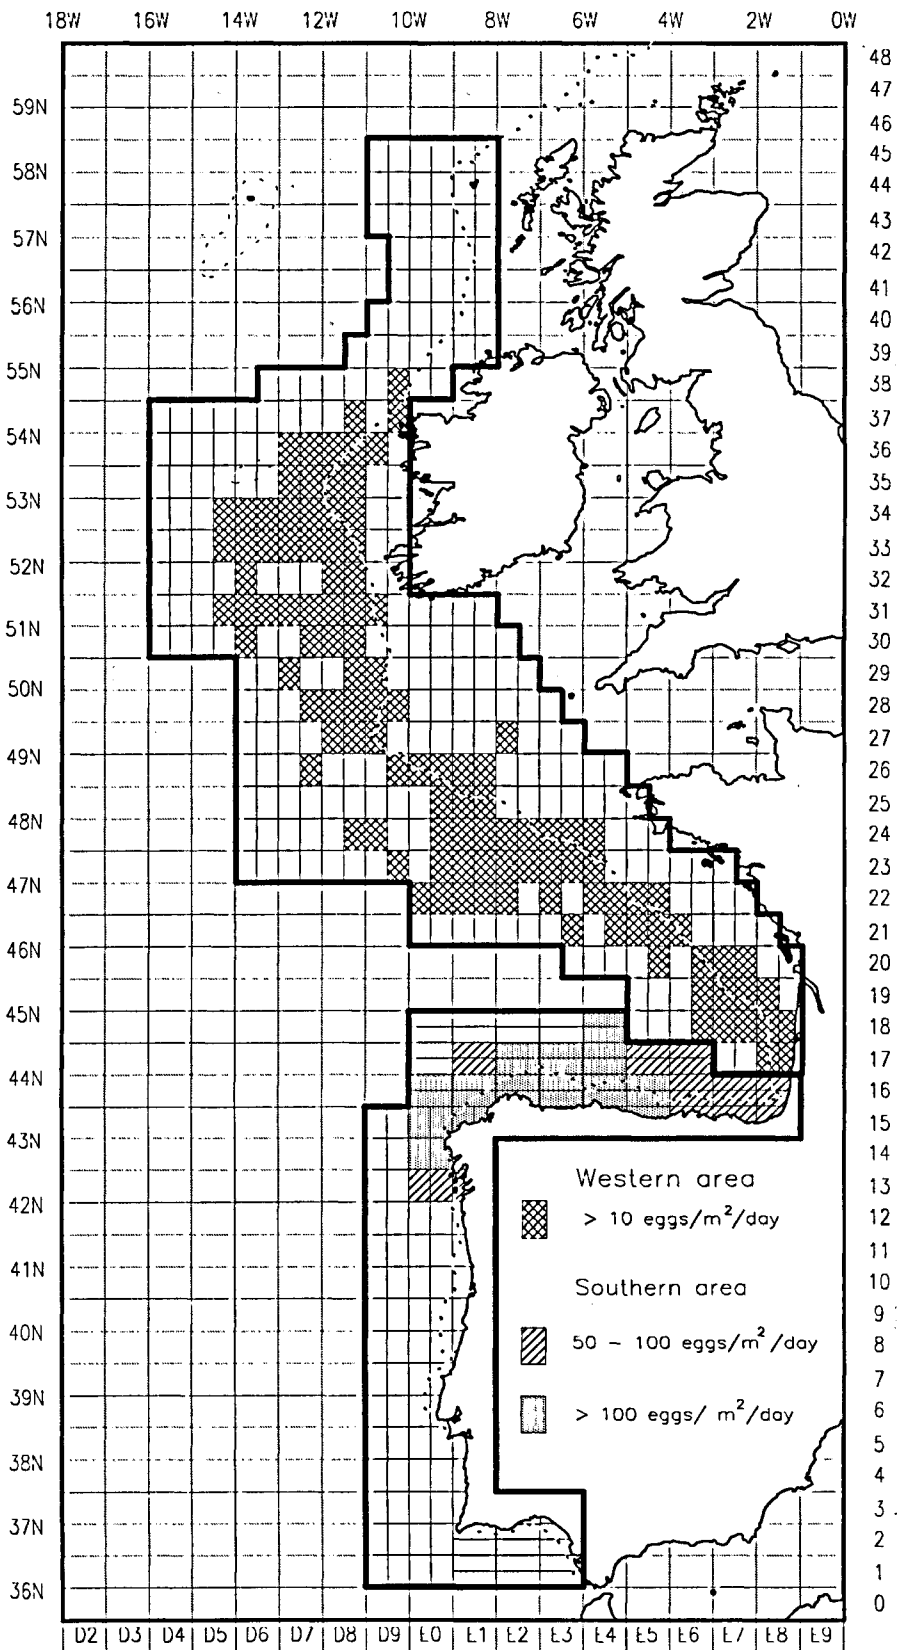 18W 16W 14W 12W 10W 8W 6W 4W 2W 0W
48
59N 47
46
45
58N 44
43
57N 42
41
56N 40
39
55N 38
37
54N 36
35
53N 34
33
52N 32
31
51N 30
29
50N 28
27
49N 26
25
48N 24
23
47N 22
21
46N 20
19
45N 18
17
44N 16
15
43N 14
Western area
42N 13
> 10 eggs/m²/day 12
11
41N 10
Southern area
9
40N 8
50 – 100 eggs/m²/day
7
39N 6
> 100 eggs/ m²/day
5
38N 4
3
37N 2
1
36N 0
D2 D3 D4 D5 D6 D7 D8 D9 E0 E1 E2 E3 E4 E5 E6 E7 E8 E9